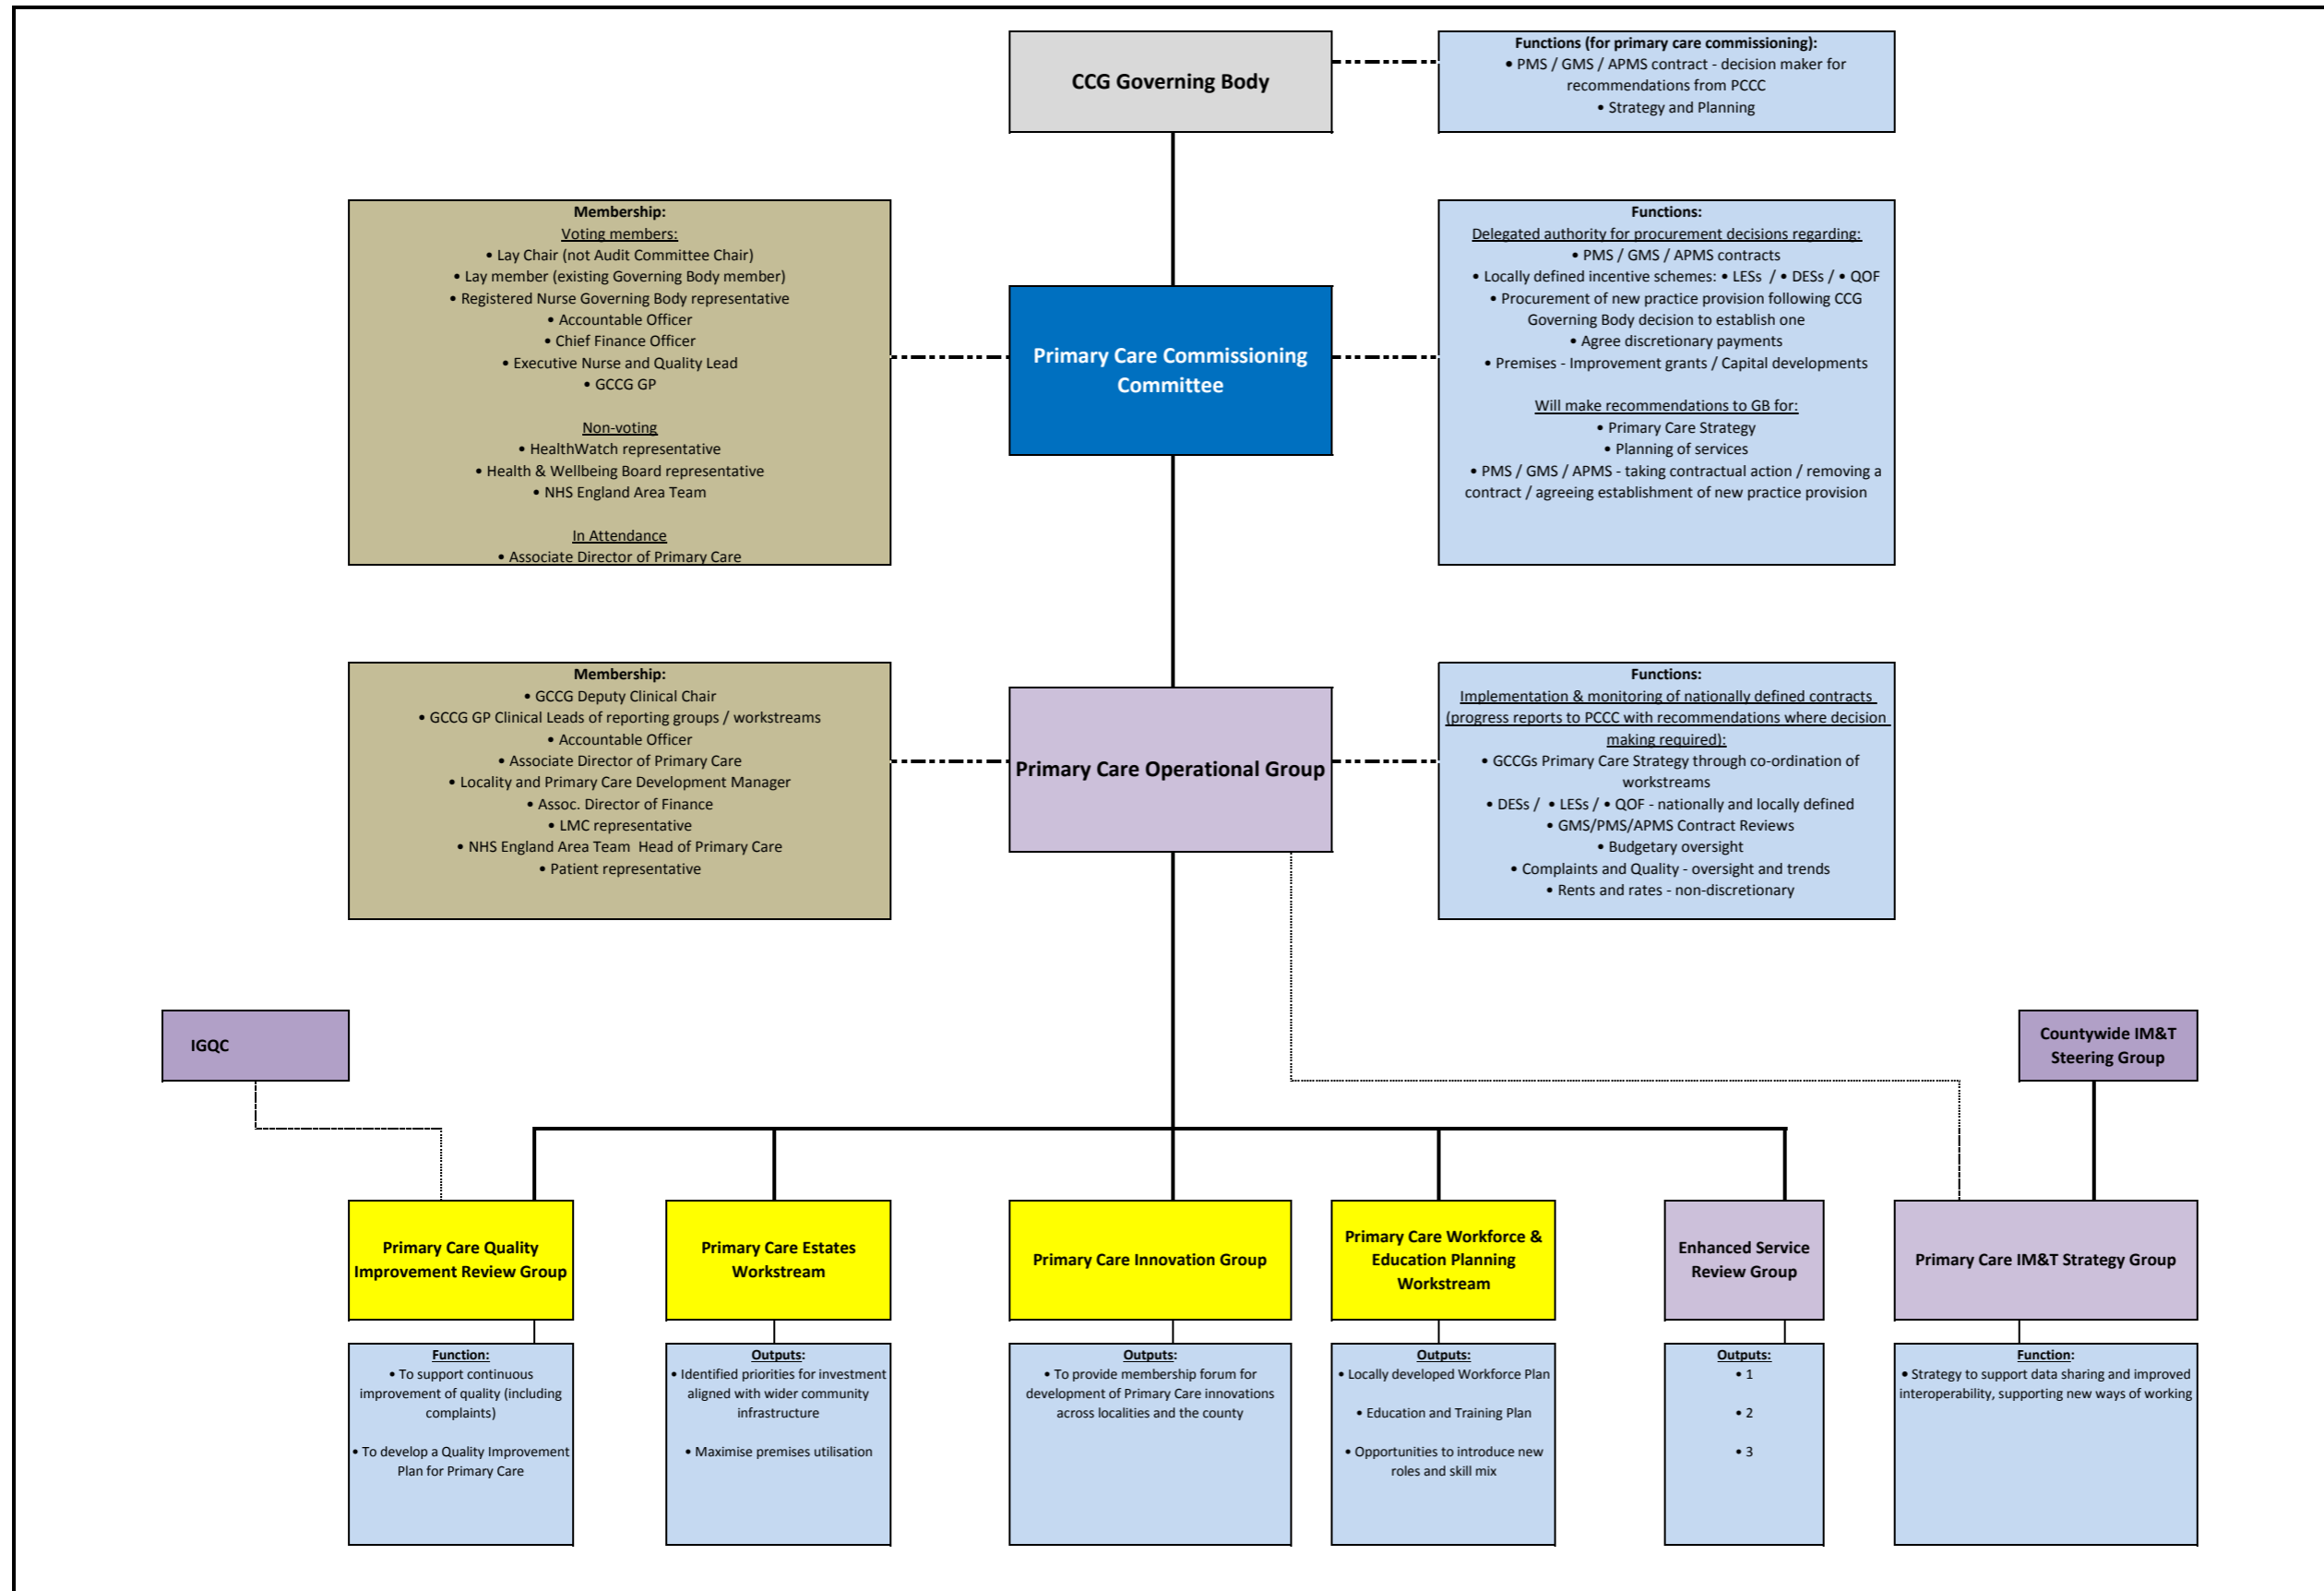 CCG Governing Body
Functions (for primary care commissioning):
• PMS / GMS / APMS contract - decision maker for
recommendations from PCCC
• Strategy and Planning
Membership:
Voting members:
• Lay Chair (not Audit Committee Chair)
• Lay member (existing Governing Body member)
• Registered Nurse Governing Body representative
• Accountable Officer
• Chief Finance Officer
• Executive Nurse and Quality Lead
• GCCG GP
Non-voting
• HealthWatch representative
• Health & Wellbeing Board representative
• NHS England Area Team
In Attendance
• Associate Director of Primary Care
Primary Care Commissioning
Committee
Functions:
Delegated authority for procurement decisions regarding:
• PMS / GMS / APMS contracts
• Locally defined incentive schemes: • LESs / • DESs / • QOF
• Procurement of new practice provision following CCG
Governing Body decision to establish one
• Agree discretionary payments
• Premises - Improvement grants / Capital developments
Will make recommendations to GB for:
• Primary Care Strategy
• Planning of services
• PMS / GMS / APMS - taking contractual action / removing a
contract / agreeing establishment of new practice provision
Membership:
• GCCG Deputy Clinical Chair
• GCCG GP Clinical Leads of reporting groups / workstreams
• Accountable Officer
• Associate Director of Primary Care
• Locality and Primary Care Development Manager
• Assoc. Director of Finance
• LMC representative
• NHS England Area Team Head of Primary Care
• Patient representative
Primary Care Operational Group
Functions:
Implementation & monitoring of nationally defined contracts
(progress reports to PCCC with recommendations where decision
making required):
• GCCGs Primary Care Strategy through co-ordination of
workstreams
• DESs / • LESs / • QOF - nationally and locally defined
• GMS/PMS/APMS Contract Reviews
• Budgetary oversight
• Complaints and Quality - oversight and trends
• Rents and rates - non-discretionary
IGQC
Countywide IM&T
Steering Group
Primary Care Quality
Improvement Review Group
Primary Care Estates
Workstream
Primary Care Innovation Group
Primary Care Workforce &
Education Planning
Workstream
Enhanced Service
Review Group
Primary Care IM&T Strategy Group
Function:
• To support continuous
improvement of quality (including
complaints)
• To develop a Quality Improvement
Plan for Primary Care
Outputs:
• Identified priorities for investment
aligned with wider community
infrastructure
• Maximise premises utilisation
Outputs:
• To provide membership forum for
development of Primary Care innovations
across localities and the county
Outputs:
• Locally developed Workforce Plan
• Education and Training Plan
• Opportunities to introduce new
roles and skill mix
Outputs:
• 1
• 2
• 3
Function:
• Strategy to support data sharing and improved
interoperability, supporting new ways of working